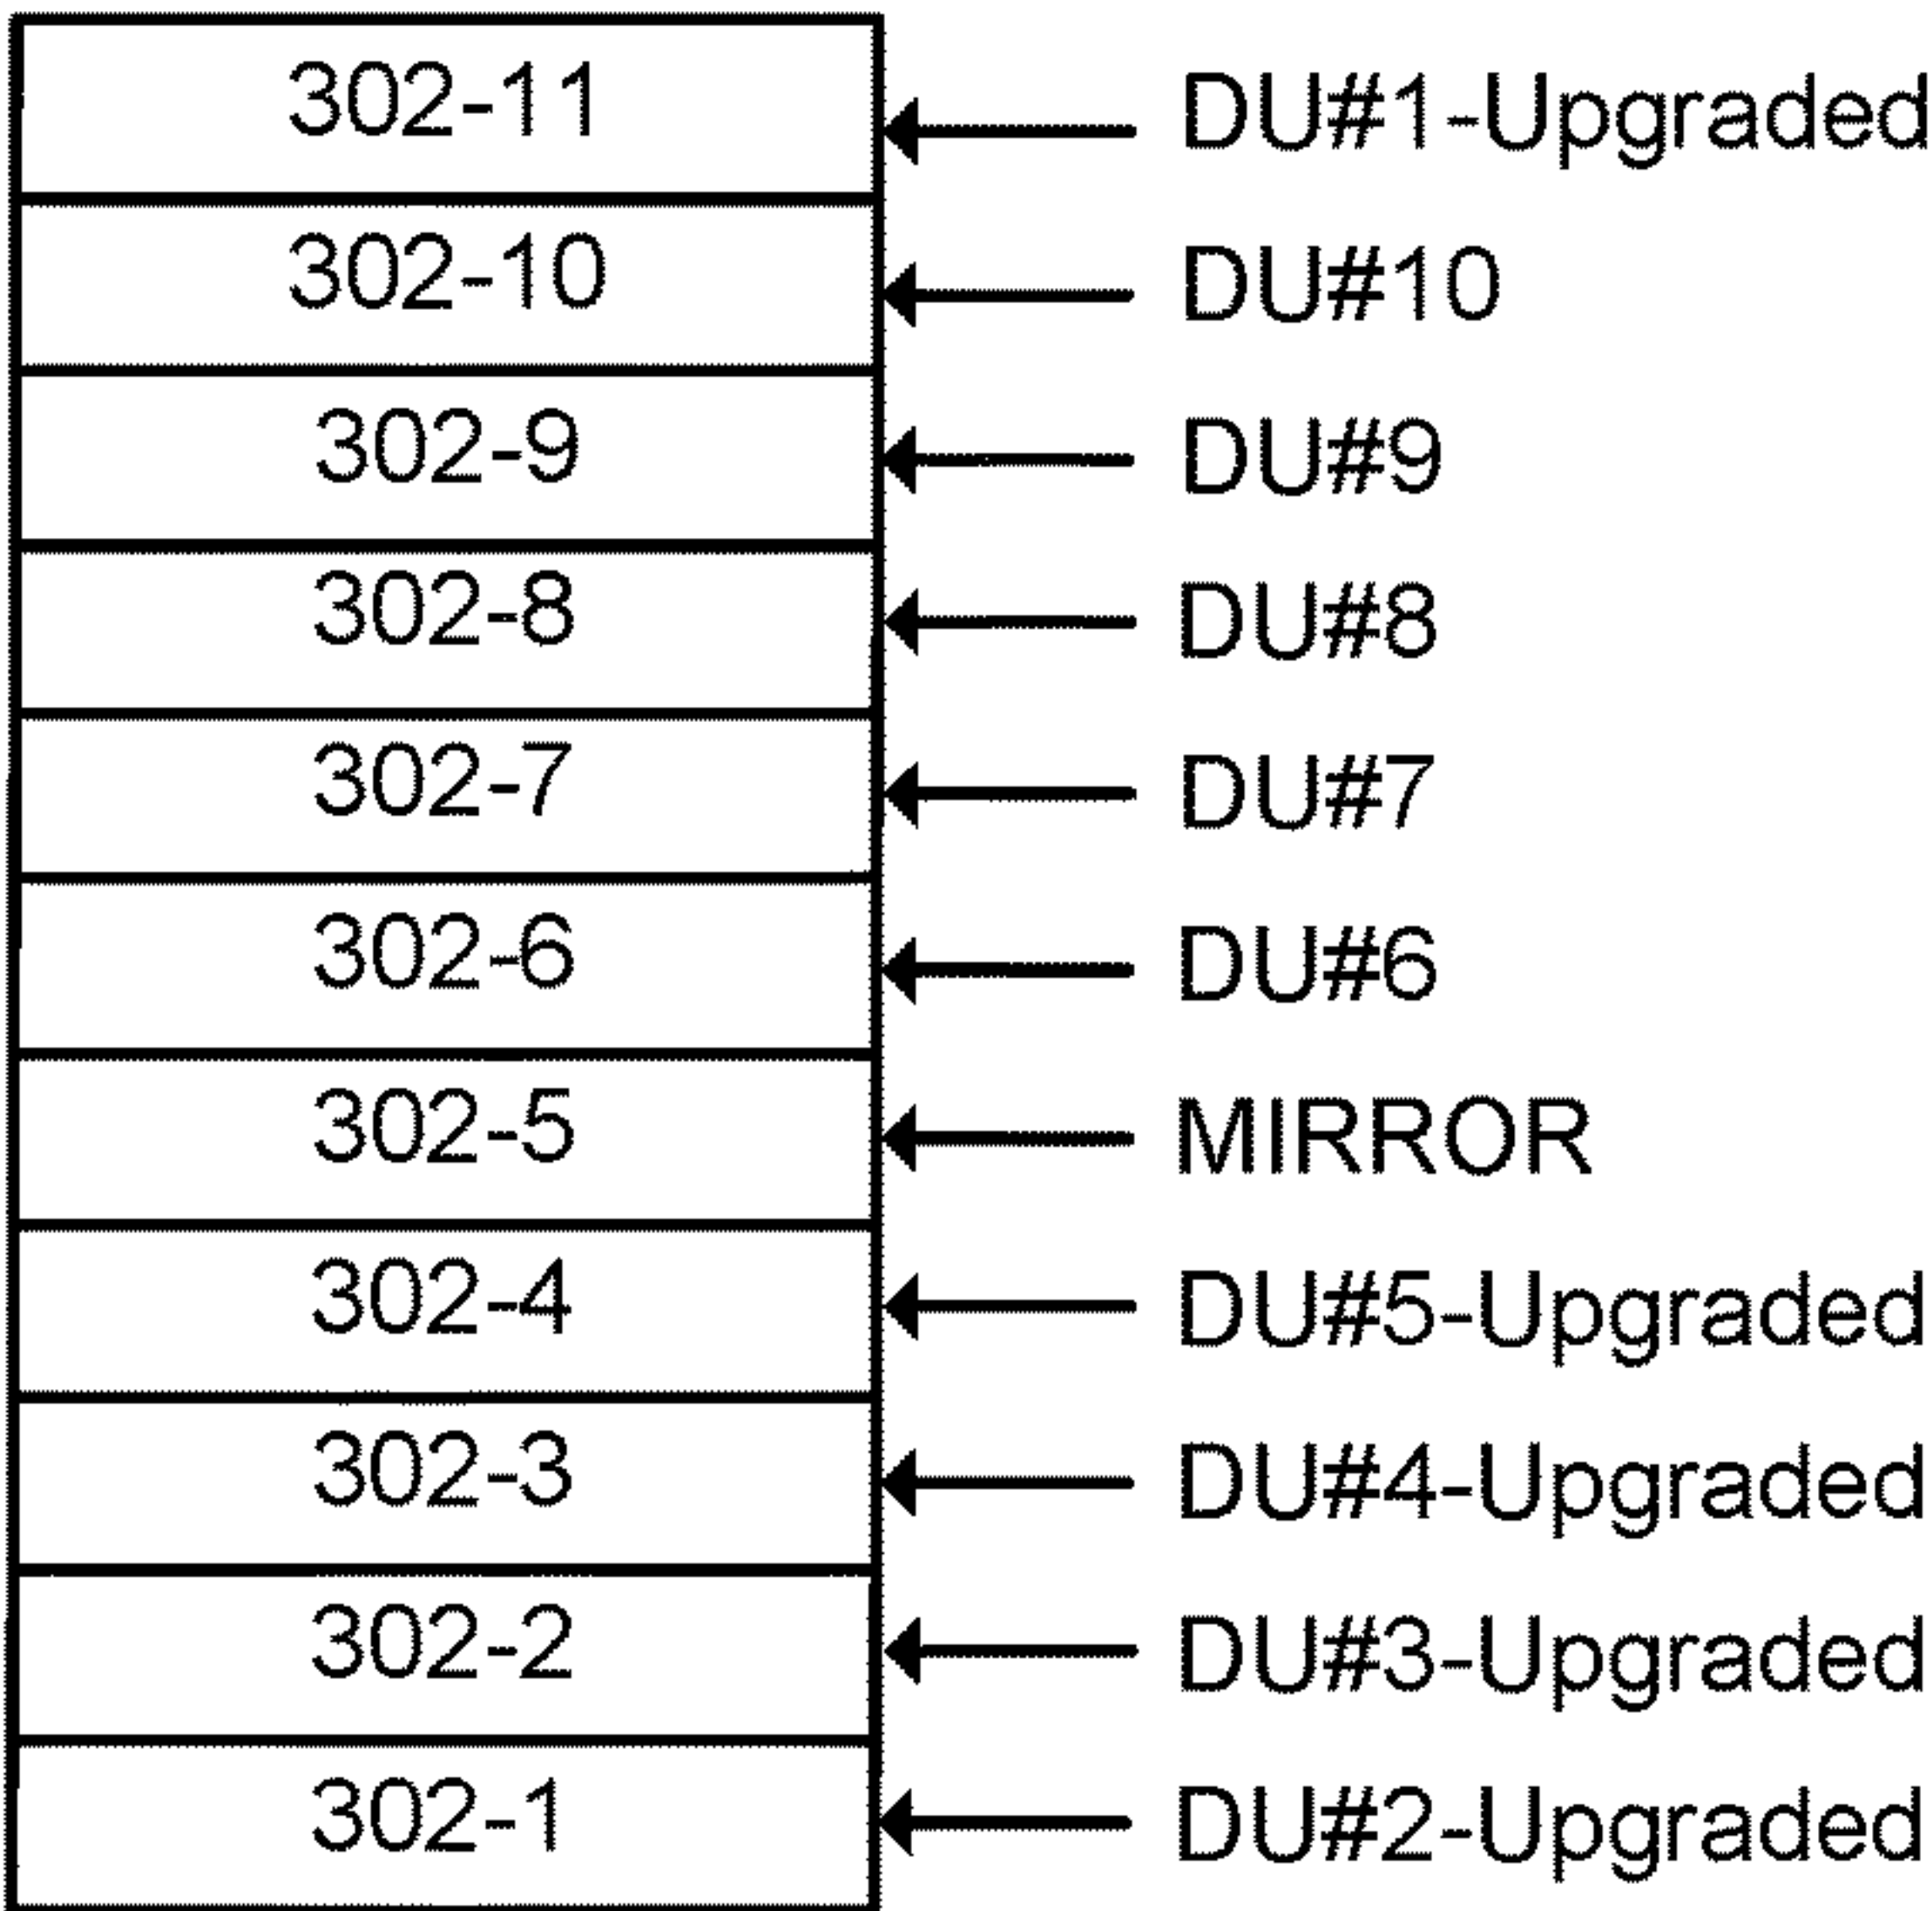 302-11 DU#1-Upgraded
302-10 DU#10
302-9 DU#9
302-8 DU#8
302-7 DU#7
302-6 DU#6
302-5 MIRROR
302-4 DU#5-Upgraded
302-3 DU#4-Upgraded
302-2 DU#3-Upgraded
302-1 DU#2-Upgraded